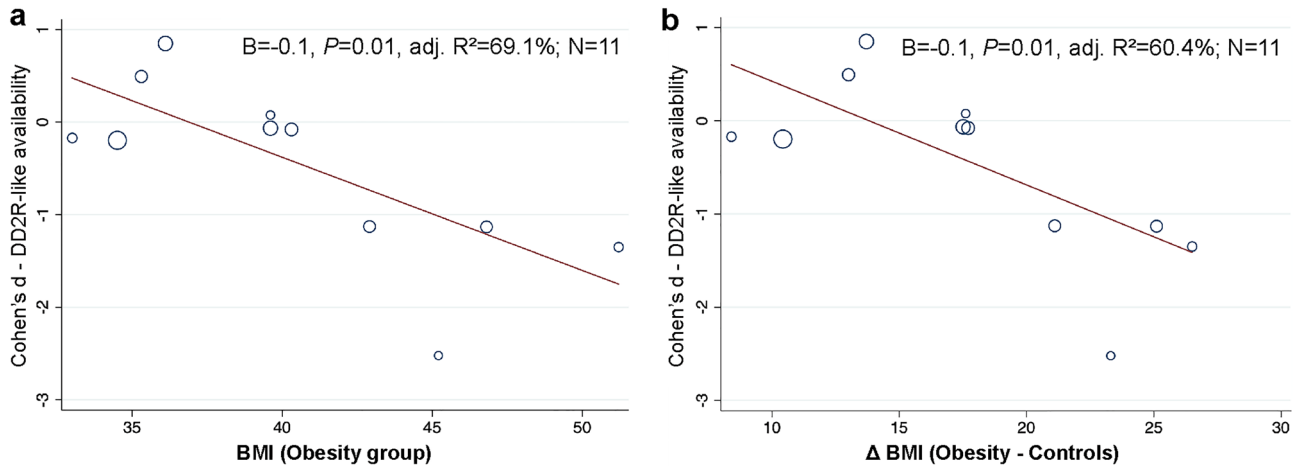 a
B=-0.1, P=0.01, adj. R²=69.1%; N=11
Cohen's d - DD2R-like availability
1
0
-1
-2
-3
35
40
45
50
BMI (Obesity group)
b
B=-0.1, P=0.01, adj. R²=60.4%; N=11
Cohen's d - DD2R-like availability
1
0
-1
-2
-3
10
15
20
25
30
Δ BMI (Obesity - Controls)